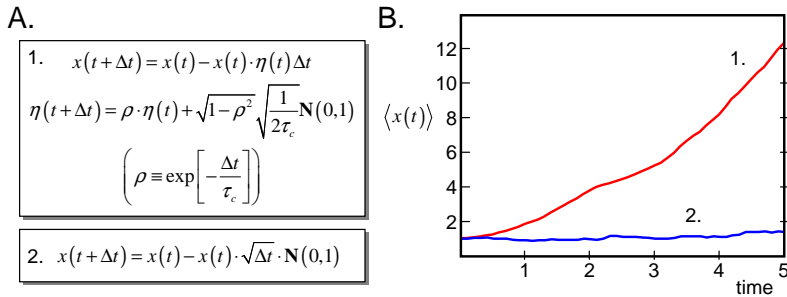 A.
1. x(t+Δt)=x(t)−x(t)·η(t)Δt
η(t+Δt)=ρ·η(t)+√(1−ρ²)√(1/(2τ_c))N(0,1)
(ρ≡exp[−Δt/τ_c])
2. x(t+Δt)=x(t)−x(t)·√Δt·N(0,1)
B.
⟨x(t)⟩
12
10
8
6
4
2
1.
2.
1 2 3 4 5
time